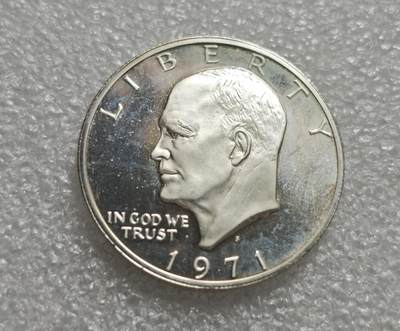 LIBERTY
IN GOD WE
TRUST
S
1971